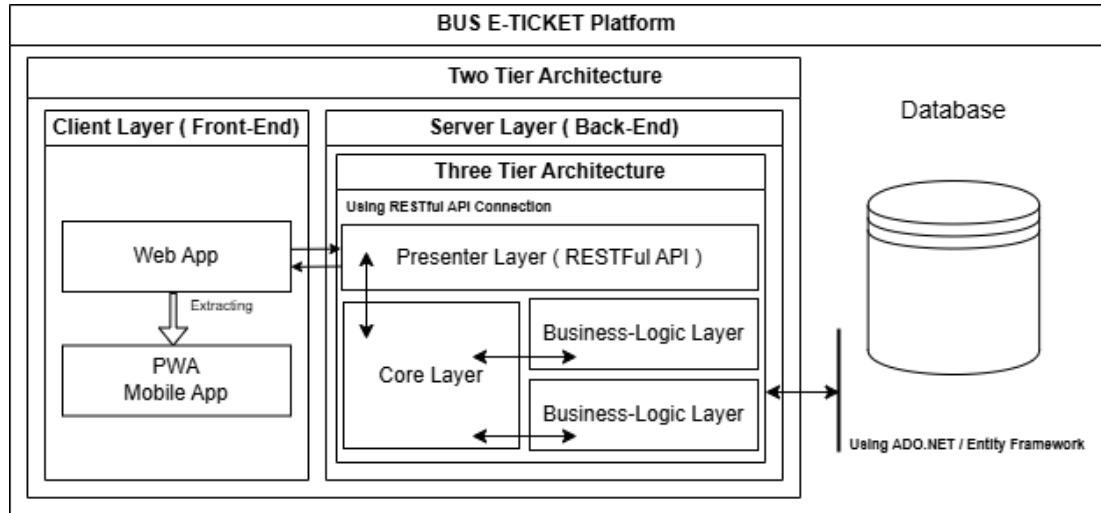 BUS E-TICKET Platform
Two Tier Architecture
Client Layer ( Front-End)
Server Layer ( Back-End)
Database
Three Tier Architecture
Using RESTful API Connection
Web App
Presenter Layer ( RESTFul API )
Extracting
PWA
Mobile App
Core Layer
Business-Logic Layer
Business-Logic Layer
Using ADO.NET / Entity Framework